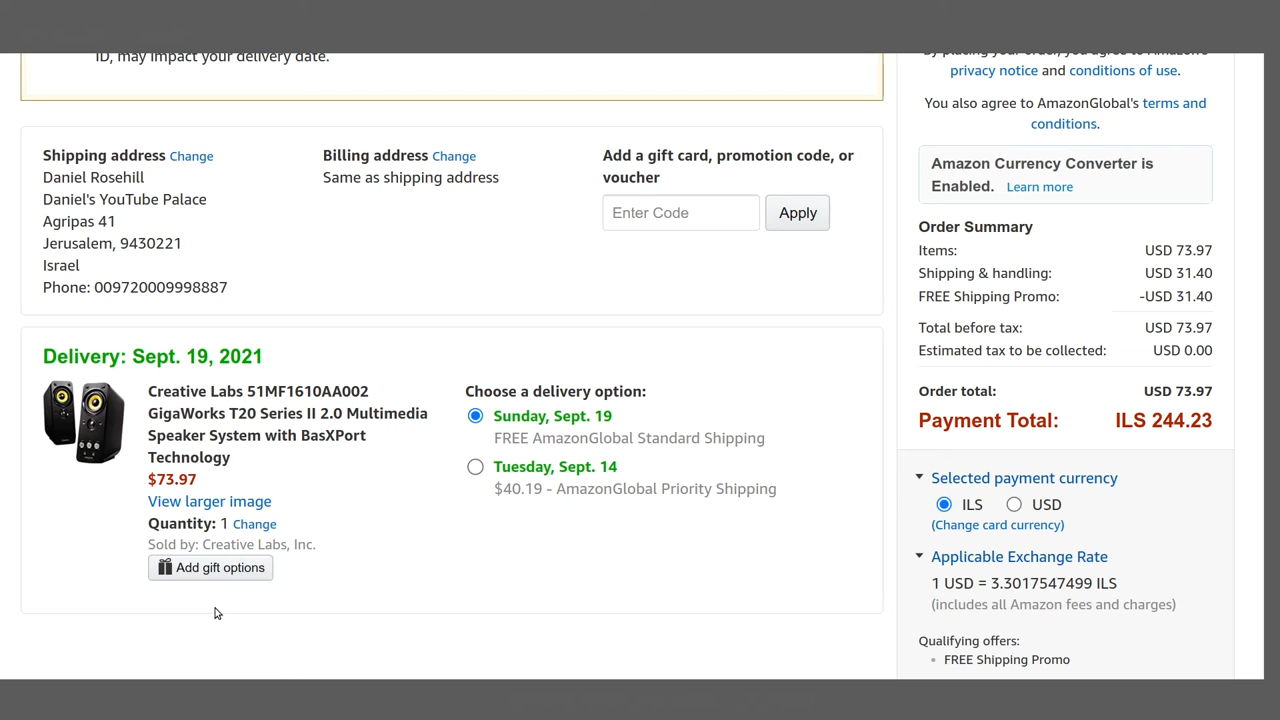 ID, may impact your delivery date.
Shipping address Change
Daniel Rosehill
Daniel's YouTube Palace
Agripas 41
Jerusalem, 9430221
Israel
Phone: 009720009998887
Billing address Change
Same as shipping address
Add a gift card, promotion code, or
voucher
Enter Code
Apply
Delivery: Sept. 19, 2021
Creative Labs 51MF1610AA002
GigaWorks T20 Series II 2.0 Multimedia
Speaker System with BasXPort
Technology
$73.97
View larger image
Quantity: 1 Change
Sold by: Creative Labs, Inc.
Add gift options
Choose a delivery option:
Sunday, Sept. 19
FREE AmazonGlobal Standard Shipping
Tuesday, Sept. 14
$40.19 - AmazonGlobal Priority Shipping
By placing your order, you agree to Amazon's
privacy notice and conditions of use.
You also agree to AmazonGlobal's terms and
conditions.
Amazon Currency Converter is
Enabled. Learn more
Order Summary
Items: USD 73.97
Shipping & handling: USD 31.40
FREE Shipping Promo: -USD 31.40
Total before tax: USD 73.97
Estimated tax to be collected: USD 0.00
Order total: USD 73.97
Payment Total: ILS 244.23
Selected payment currency
ILS USD
(Change card currency)
Applicable Exchange Rate
1 USD = 3.3017547499 ILS
(includes all Amazon fees and charges)
Qualifying offers:
FREE Shipping Promo